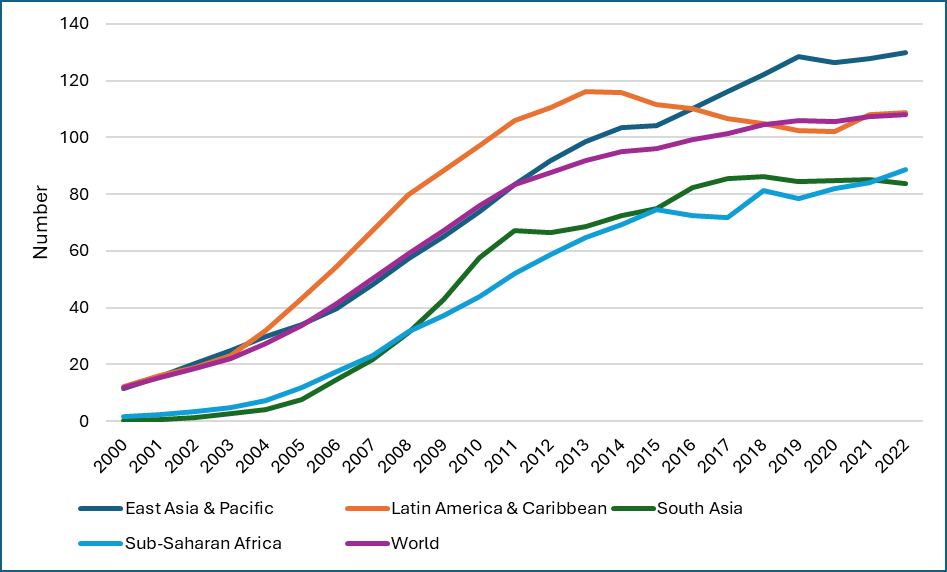 140
120
100
80
60
40
20
0
Number
2000 2001 2002 2003 2004 2005 2006 2007 2008 2009 2010 2011 2012 2013 2014 2015 2016 2017 2018 2019 2020 2021 2022
East Asia & Pacific Latin America & Caribbean South Asia
Sub-Saharan Africa World